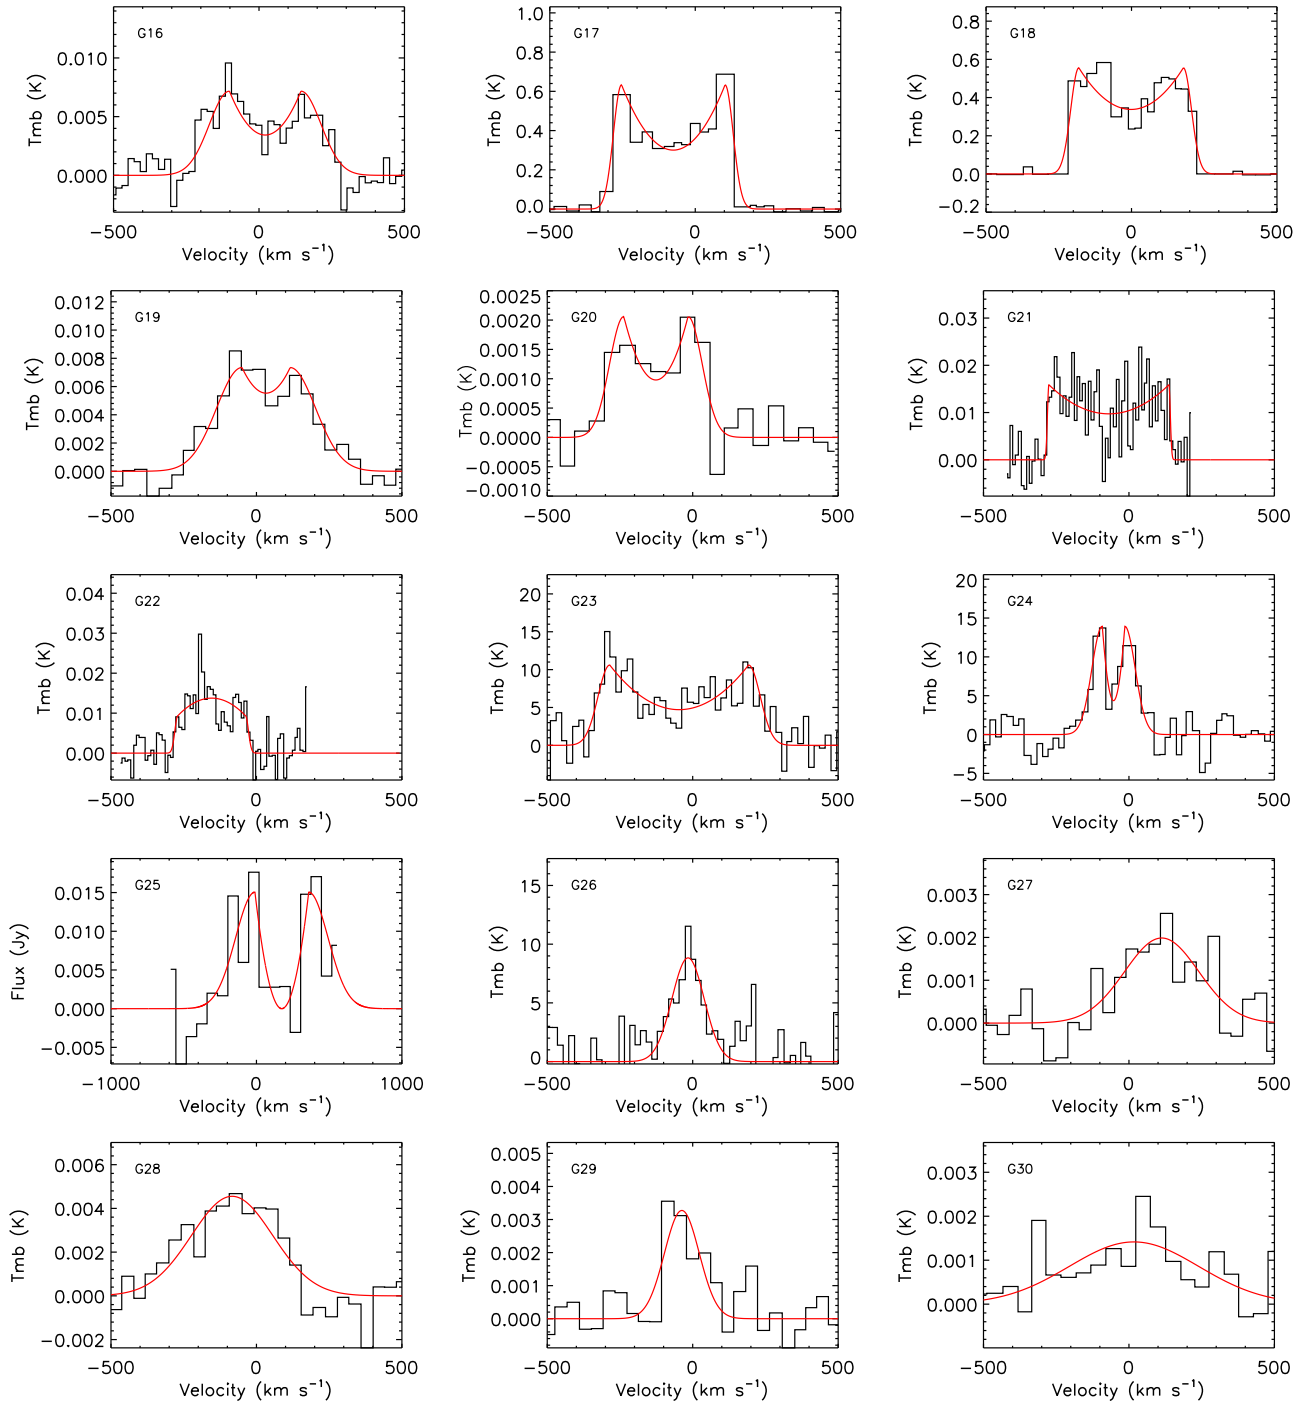 G16
Tmb (K)
0.010
0.005
0.000
−500 0 500
Velocity (km s⁻¹)
G17
Tmb (K)
1.0
0.8
0.6
0.4
0.2
0.0
−500 0 500
Velocity (km s⁻¹)
G18
Tmb (K)
0.8
0.6
0.4
0.2
0.0
−0.2
−500 0 500
Velocity (km s⁻¹)
G19
Tmb (K)
0.012
0.010
0.008
0.006
0.004
0.002
0.000
−500 0 500
Velocity (km s⁻¹)
G20
Tmb (K)
0.0025
0.0020
0.0015
0.0010
0.0005
0.0000
−0.0005
−0.0010
−500 0 500
Velocity (km s⁻¹)
G21
Tmb (K)
0.03
0.02
0.01
0.00
−500 0 500
Velocity (km s⁻¹)
G22
Tmb (K)
0.04
0.03
0.02
0.01
0.00
−500 0 500
Velocity (km s⁻¹)
G23
Tmb (K)
20
15
10
5
0
−500 0 500
Velocity (km s⁻¹)
G24
Tmb (K)
20
15
10
5
0
−5
−500 0 500
Velocity (km s⁻¹)
G25
Flux (Jy)
0.015
0.010
0.005
0.000
−0.005
−1000 0 1000
Velocity (km s⁻¹)
G26
Tmb (K)
15
10
5
0
−500 0 500
Velocity (km s⁻¹)
G27
Tmb (K)
0.003
0.002
0.001
0.000
−500 0 500
Velocity (km s⁻¹)
G28
Tmb (K)
0.006
0.004
0.002
0.000
−0.002
−500 0 500
Velocity (km s⁻¹)
G29
Tmb (K)
0.005
0.004
0.003
0.002
0.001
0.000
−500 0 500
Velocity (km s⁻¹)
G30
Tmb (K)
0.003
0.002
0.001
0.000
−500 0 500
Velocity (km s⁻¹)